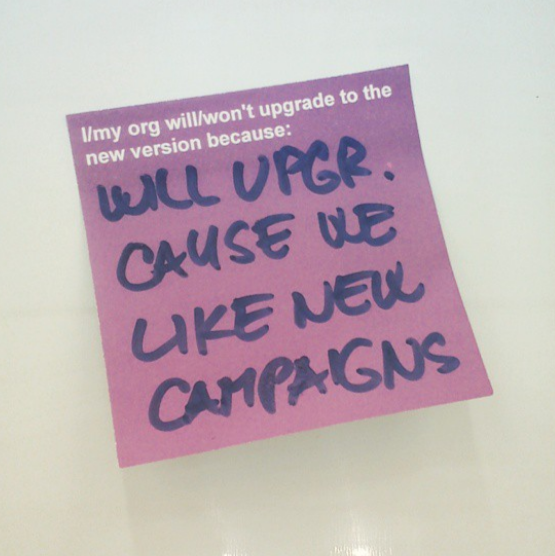 I/my org will/won't upgrade to the
new version because:
WILL UPGR.
CAUSE WE
LIKE NEW
CAMPAIGNS